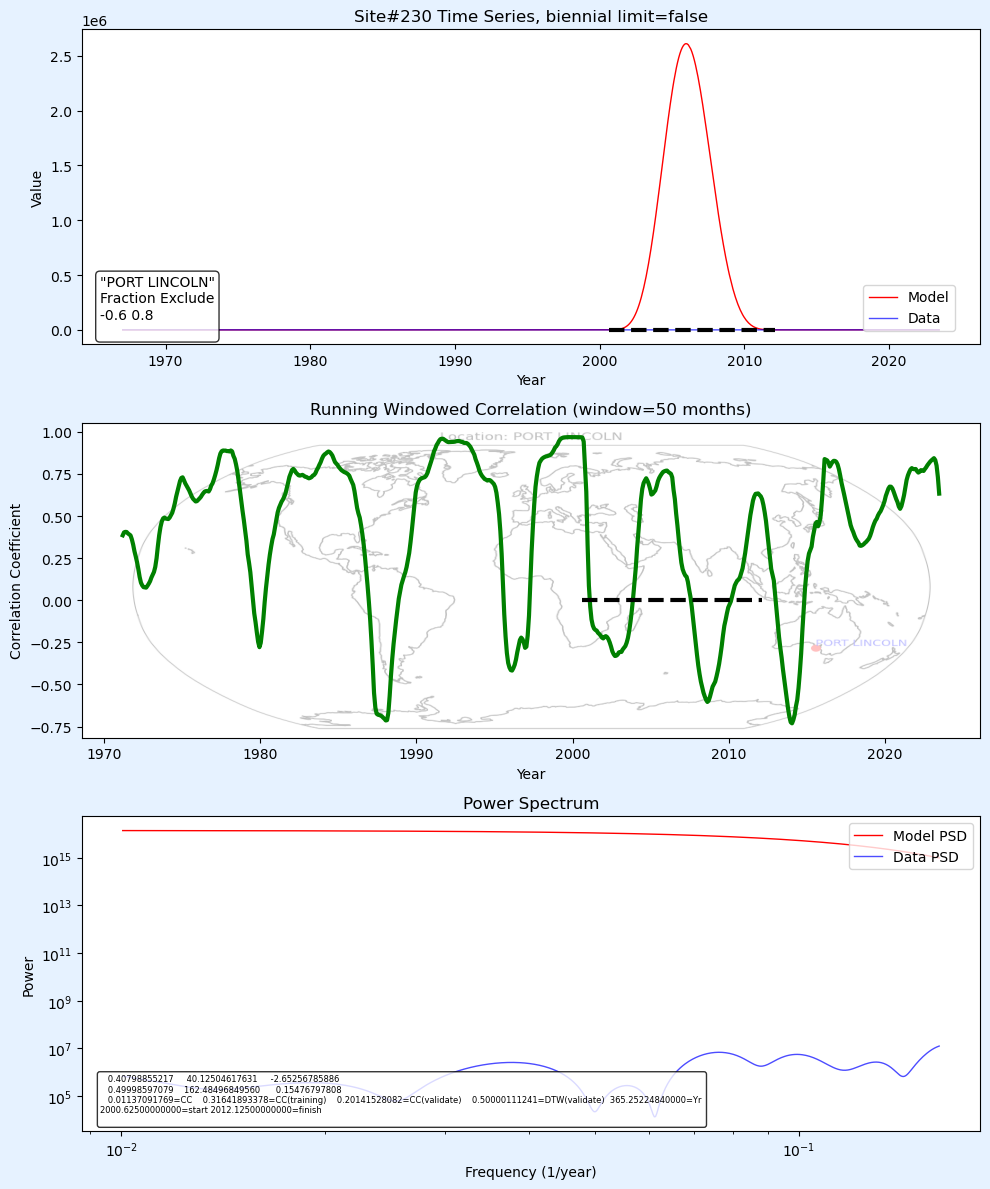 Site#230 Time Series, biennial limit=false
1e6
2.5
2.0
1.5
1.0
0.5
0.0
Value
"PORT LINCOLN"
Fraction Exclude
-0.6 0.8
Model
Data
1970 1980 1990 2000 2010 2020
Year
Running Windowed Correlation (window=50 months)
Location: PORT LINCOLN
1.00
0.75
0.50
0.25
0.00
−0.25
−0.50
−0.75
Correlation Coefficient
PORT LINCOLN
1970 1980 1990 2000 2010 2020
Year
Power Spectrum
Model PSD
Data PSD
10^15
10^13
10^11
10^9
10^7
10^5
Power
0.40798855217 40.12504617631 -2.65256785886
0.49998597079 162.48496849560 0.15476797808
0.01137091769=CC 0.31641893378=CC(training) 0.20141528082=CC(validate) 0.50000111241=DTW(validate) 365.25224840000=Yr
2000.62500000000=start 2012.12500000000=finish
10^−2 10^−1
Frequency (1/year)